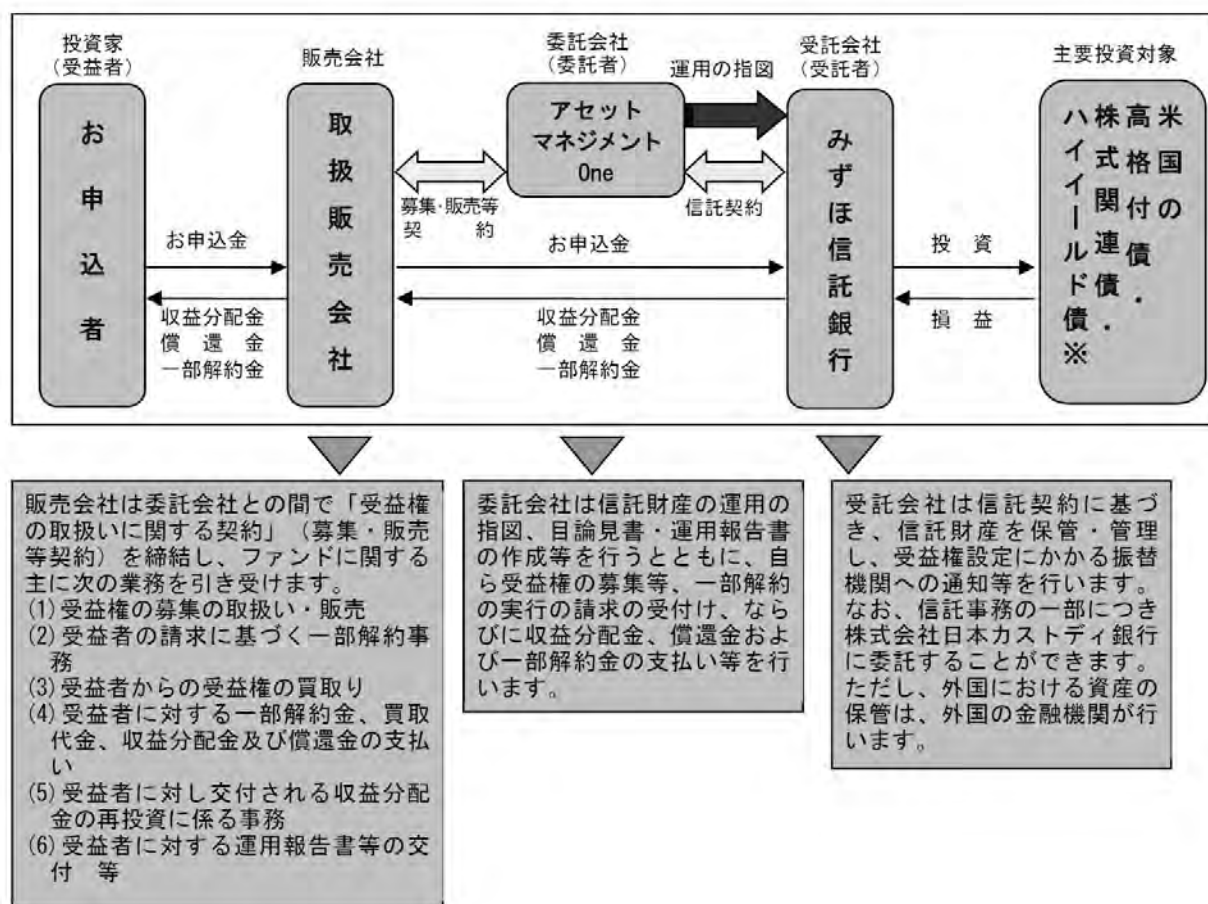 投資家
(受益者)
お申込者
販売会社
取扱販売会社
委託会社
(委託者)
アセット
マネジメント
One
運用の指図
受託会社
(受託者)
みずほ信託銀行
主要投資対象
米国の
高格付債・
株式関連債・
ハイイールド債※
募集・販売等
契　　約
信託契約
お申込金
収益分配金
償　還　金
一部解約金
お申込金
収益分配金
償　還　金
一部解約金
投　資
損　益
販売会社は委託会社との間で「受益権
の取扱いに関する契約」(募集・販売
等契約)を締結し、ファンドに関する
主に次の業務を引き受けます。
(1)受益権の募集の取扱い・販売
(2)受益者の請求に基づく一部解約事
務
(3)受益者からの受益権の買取り
(4)受益者に対する一部解約金、買取
代金、収益分配金及び償還金の支払
い
(5)受益者に対し交付される収益分配
金の再投資に係る事務
(6)受益者に対する運用報告書等の交
付　等
委託会社は信託財産の運用の
指図、目論見書・運用報告書
の作成等を行うとともに、自
ら受益権の募集等、一部解約
の実行の請求の受付け、なら
びに収益分配金、償還金およ
び一部解約金の支払い等を行
います。
受託会社は信託契約に基づ
き、信託財産を保管・管理
し、受益権設定にかかる振替
機関への通知等を行います。
なお、信託事務の一部につき
株式会社日本カストディ銀行
に委託することができます。
ただし、外国における資産の
保管は、外国の金融機関が行
います。